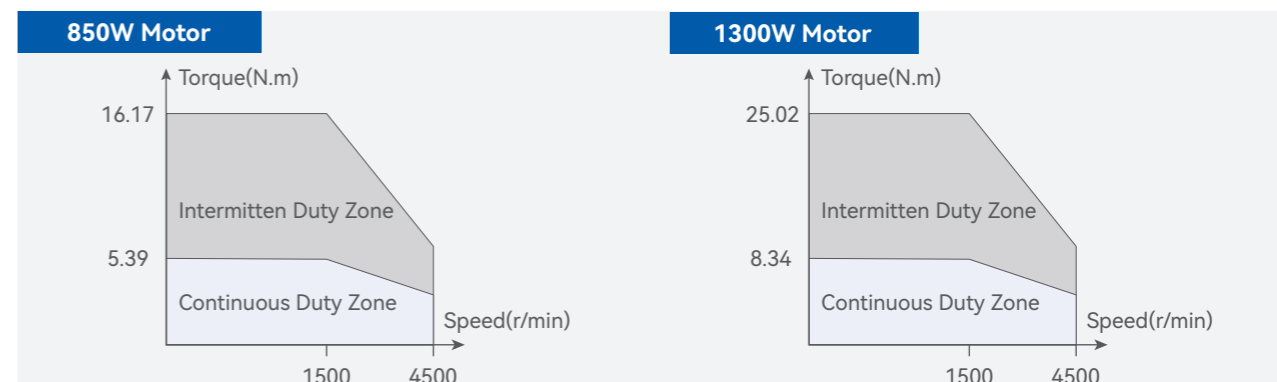 850W Motor
Torque(N.m)
16.17
Intermitten Duty Zone
5.39
Continuous Duty Zone
Speed(r/min)
1500 4500
1300W Motor
Torque(N.m)
25.02
Intermitten Duty Zone
8.34
Continuous Duty Zone
Speed(r/min)
1500 4500